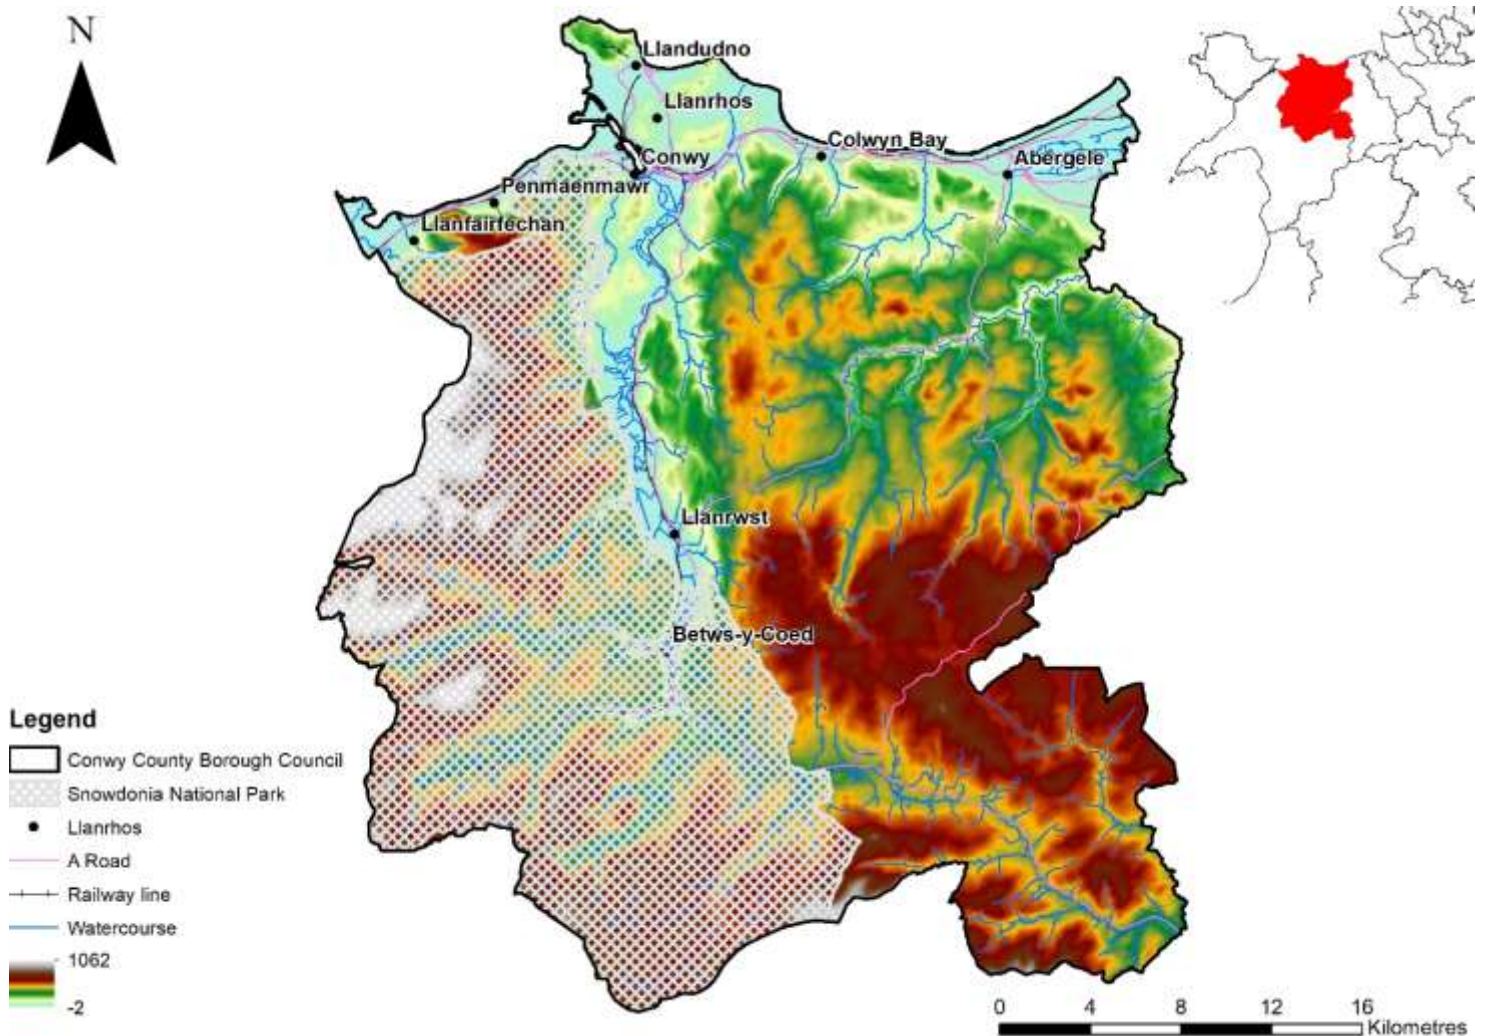 N
Llandudno
Llanrhos
Colwyn Bay
Conwy
Abergele
Penmaenmawr
Llanfairfechan
Llanrwst
Betws-y-Coed
Legend
Conwy County Borough Council
Snowdonia National Park
Llanrhos
A Road
Railway line
Watercourse
1062
-2
0 4 8 12 16
Kilometres